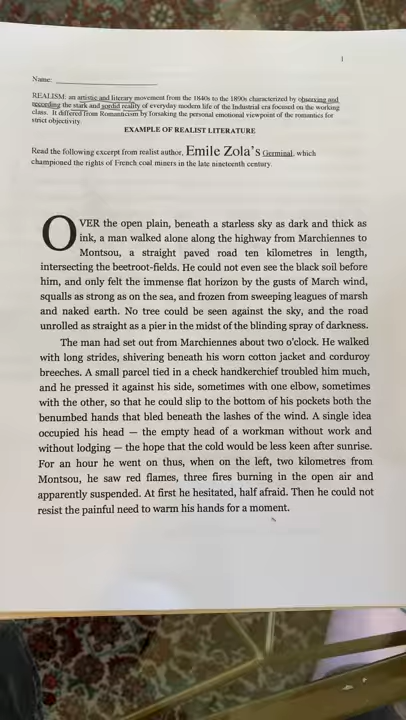 1
Name:
REALISM: an artistic and literary movement from the 1840s to the 1890s characterized by observing and
recording the stark and sordid reality of everyday modern life of the Industrial era focused on the working
class. It differed from Romanticism by forsaking the personal emotional viewpoint of the romantics for
strict objectivity.
EXAMPLE OF REALIST LITERATURE
Read the following excerpt from realist author, Emile Zola's Germinal, which
championed the rights of French coal miners in the late nineteenth century.
OVER the open plain, beneath a starless sky as dark and thick as
ink, a man walked alone along the highway from Marchiennes to
Montsou, a straight paved road ten kilometres in length,
intersecting the beetroot-fields. He could not even see the black soil before
him, and only felt the immense flat horizon by the gusts of March wind,
squalls as strong as on the sea, and frozen from sweeping leagues of marsh
and naked earth. No tree could be seen against the sky, and the road
unrolled as straight as a pier in the midst of the blinding spray of darkness.
The man had set out from Marchiennes about two o'clock. He walked
with long strides, shivering beneath his worn cotton jacket and corduroy
breeches. A small parcel tied in a check handkerchief troubled him much,
and he pressed it against his side, sometimes with one elbow, sometimes
with the other, so that he could slip to the bottom of his pockets both the
benumbed hands that bled beneath the lashes of the wind. A single idea
occupied his head — the empty head of a workman without work and
without lodging — the hope that the cold would be less keen after sunrise.
For an hour he went on thus, when on the left, two kilometres from
Montsou, he saw red flames, three fires burning in the open air and
apparently suspended. At first he hesitated, half afraid. Then he could not
resist the painful need to warm his hands for a moment.